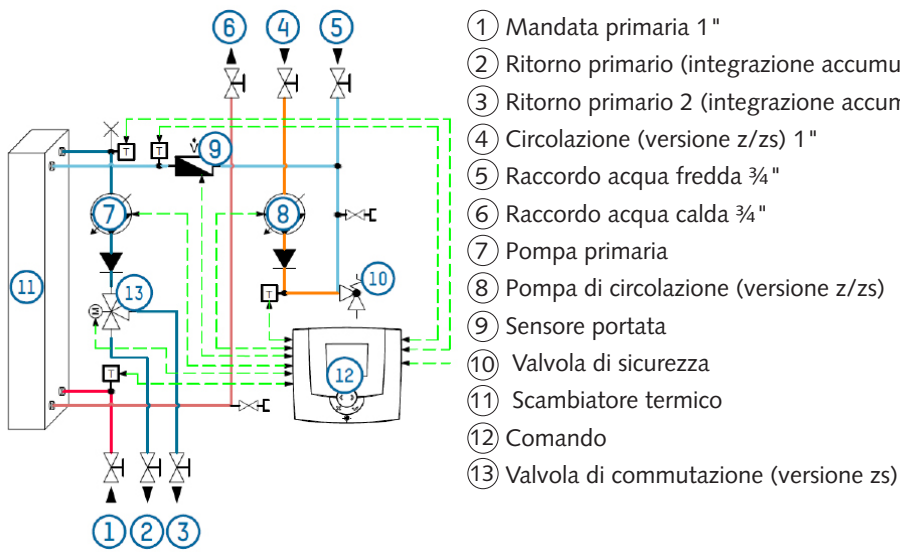 6 4 5
① Mandata primaria 1"
② Ritorno primario (integrazione accumu
③ Ritorno primario 2 (integrazione accum
④ Circolazione (versione z/zs) 1"
⑤ Raccordo acqua fredda ¾"
⑥ Raccordo acqua calda ¾"
⑦ Pompa primaria
⑧ Pompa di circolazione (versione z/zs)
⑨ Sensore portata
⑩ Valvola di sicurezza
⑪ Scambiatore termico
⑫ Comando
⑬ Valvola di commutazione (versione zs)
T T V 9
7 8
11 13 10
M T
T 12
1 2 3